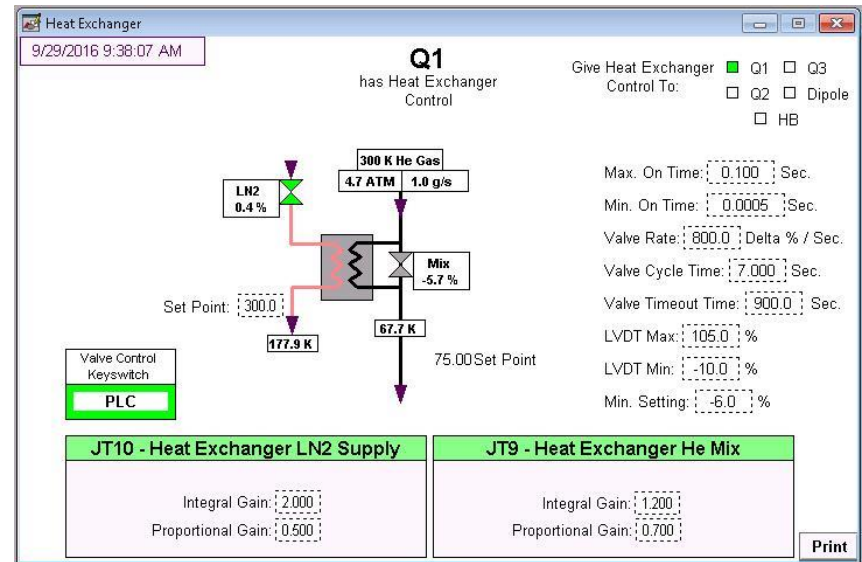 Heat Exchanger
9/29/2016 9:38:07 AM
Q1
has Heat Exchanger
Control
Give Heat Exchanger
Control To:
Q1
Q3
Q2
Dipole
HB
300 K He Gas
4.7 ATM
1.0 g/s
LN2
0.4 %
Mix
-5.7 %
Set Point: 300.0
177.9 K
67.7 K
75.00 Set Point
Max. On Time: 0.100 Sec.
Min. On Time: 0.0005 Sec.
Valve Rate: 800.0 Delta % / Sec.
Valve Cycle Time: 7.000 Sec.
Valve Timeout Time: 900.0 Sec.
LVDT Max: 105.0 %
LVDT Min: -10.0 %
Min. Setting: -6.0 %
Valve Control
Keyswitch
PLC
JT10 - Heat Exchanger LN2 Supply
Integral Gain: 2.000
Proportional Gain: 0.500
JT9 - Heat Exchanger He Mix
Integral Gain: 1.200
Proportional Gain: 0.700
Print